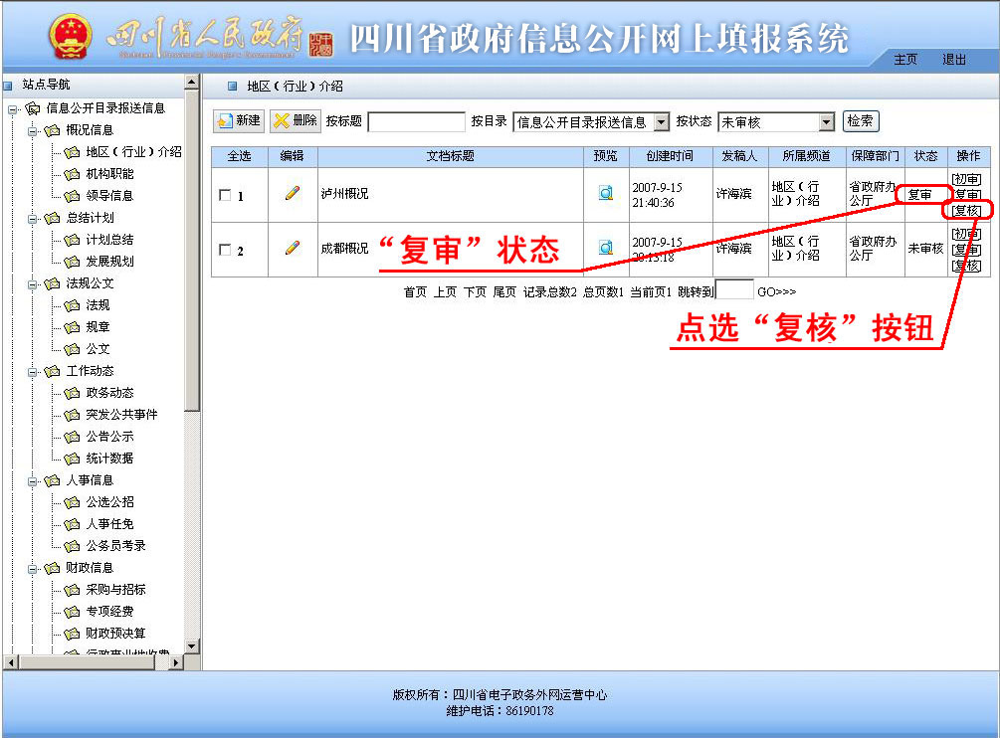 四川省人民政府 四川省政府信息公开网上填报系统
主页 退出
站点导航
信息公开目录报送信息
概况信息
地区（行业）介绍
机构职能
领导信息
总结计划
计划总结
发展规划
法规公文
法规
规章
公文
工作动态
政务动态
突发公共事件
公告公示
统计数据
人事信息
公选公招
人事任免
公务员考录
财政信息
采购与招标
专项经费
财政预决算
行政事业性收费
地区（行业）介绍
新建 删除 按标题 按目录 信息公开目录报送信息 按状态 未审核 检索
全选 编辑 文档标题 预览 创建时间 发稿人 所属频道 保障部门 状态 操作
1 泸州概况 2007-9-15 21:40:36 许海滨 地区（行业）介绍 省政府办公厅 复审 [初审] [复审] [复核]
2 成都概况 2007-9-15 许海滨 地区（行业）介绍 省政府办公厅 未审核 [初审] [复审] [复核]
“复审”状态
首页 上页 下页 尾页 记录总数2 总页数1 当前页1 跳转到 GO>>>
点选“复核”按钮
版权所有：四川省电子政务外网运营中心
维护电话：86190178